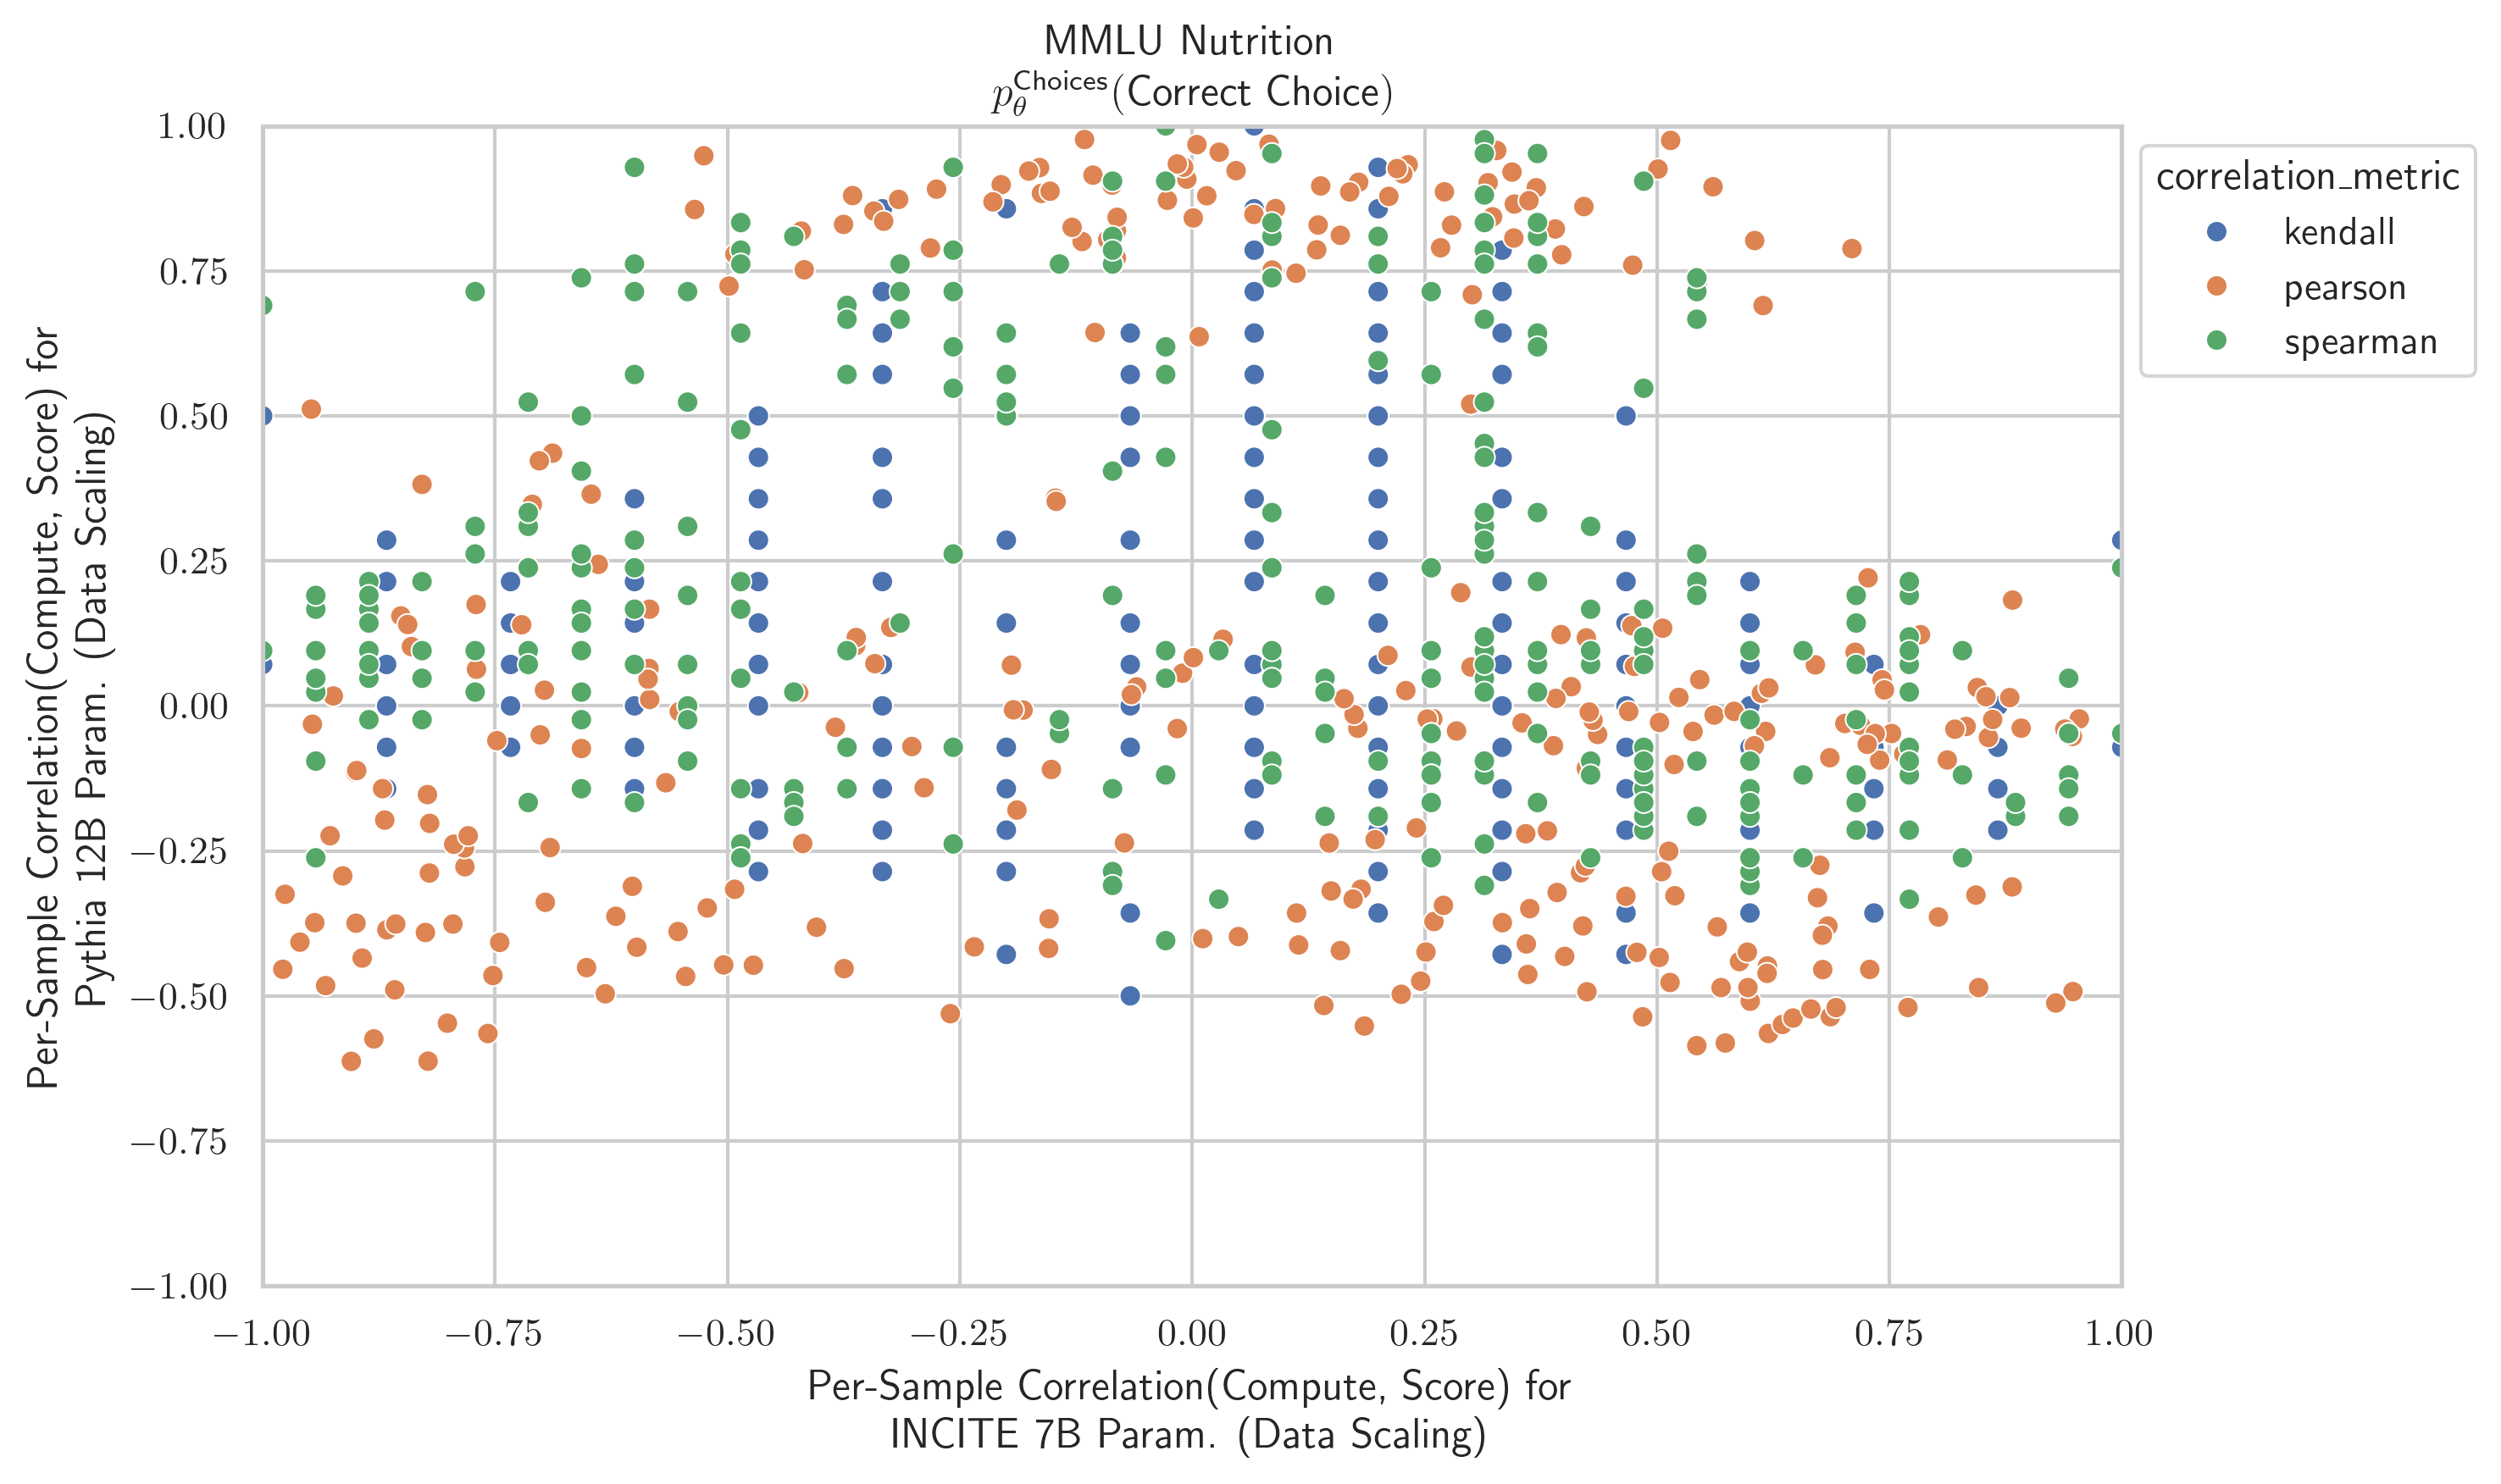 MMLU Nutrition
p_θ^Choices(Correct Choice)
1.00
0.75
0.50
0.25
0.00
−0.25
−0.50
−0.75
−1.00
Per-Sample Correlation(Compute, Score) for
Pythia 12B Param. (Data Scaling)
−1.00 −0.75 −0.50 −0.25 0.00 0.25 0.50 0.75 1.00
Per-Sample Correlation(Compute, Score) for
INCITE 7B Param. (Data Scaling)
correlation_metric
kendall
pearson
spearman